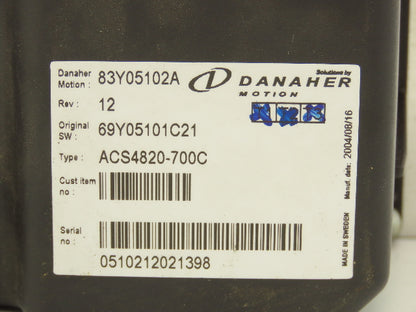 Danaher Motion : 83Y05102A
Solutions by
DANAHER
MOTION
Rev : 12
Original SW : 69Y05101C21
Type : ACS4820-700C
Cust item no :
Serial no :
0510212021398
MADE IN SWEDEN Manuf. date: 2004/08/16